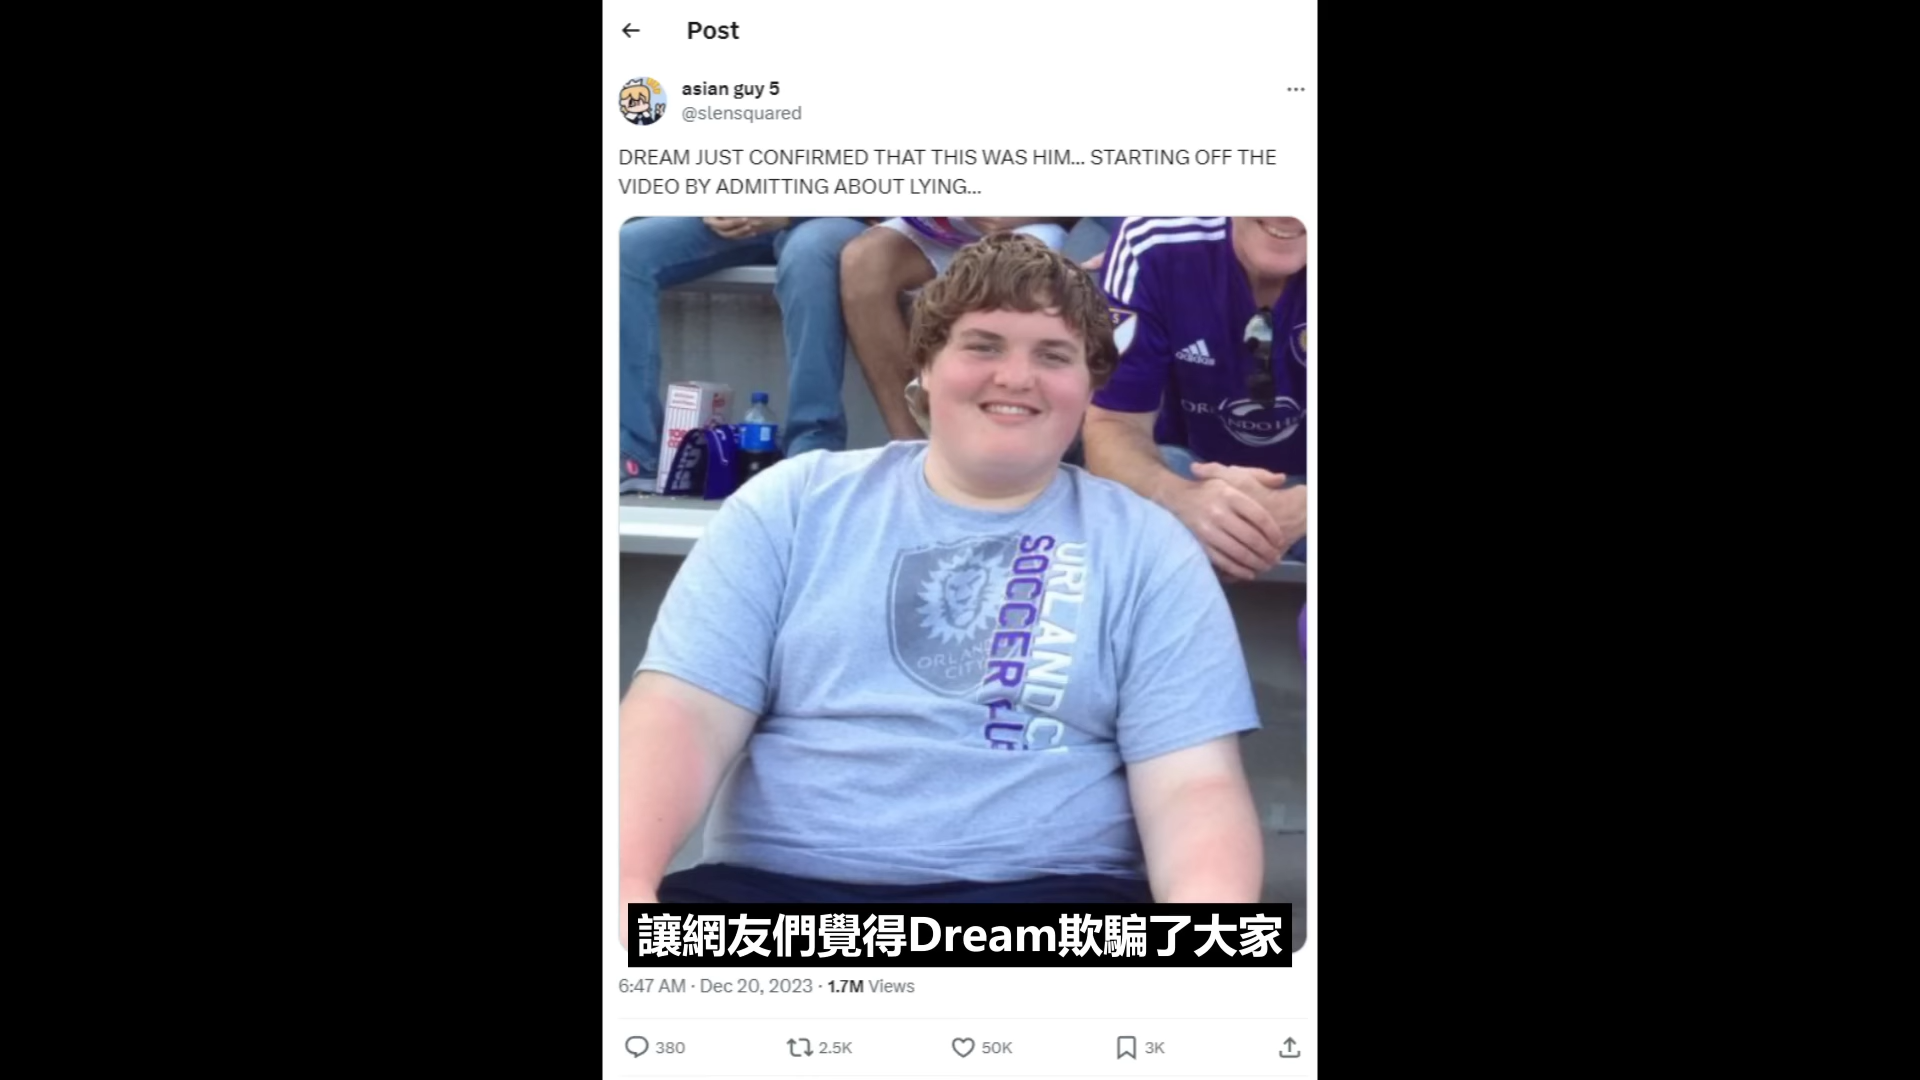 Post
asian guy 5
@slensquared
DREAM JUST CONFIRMED THAT THIS WAS HIM... STARTING OFF THE
VIDEO BY ADMITTING ABOUT LYING...
adidas
ORLANDO
CITY
SOCCER
讓網友們覺得Dream欺騙了大家
6:47 AM · Dec 20, 2023 · 1.7M Views
380 2.5K 50K 3K